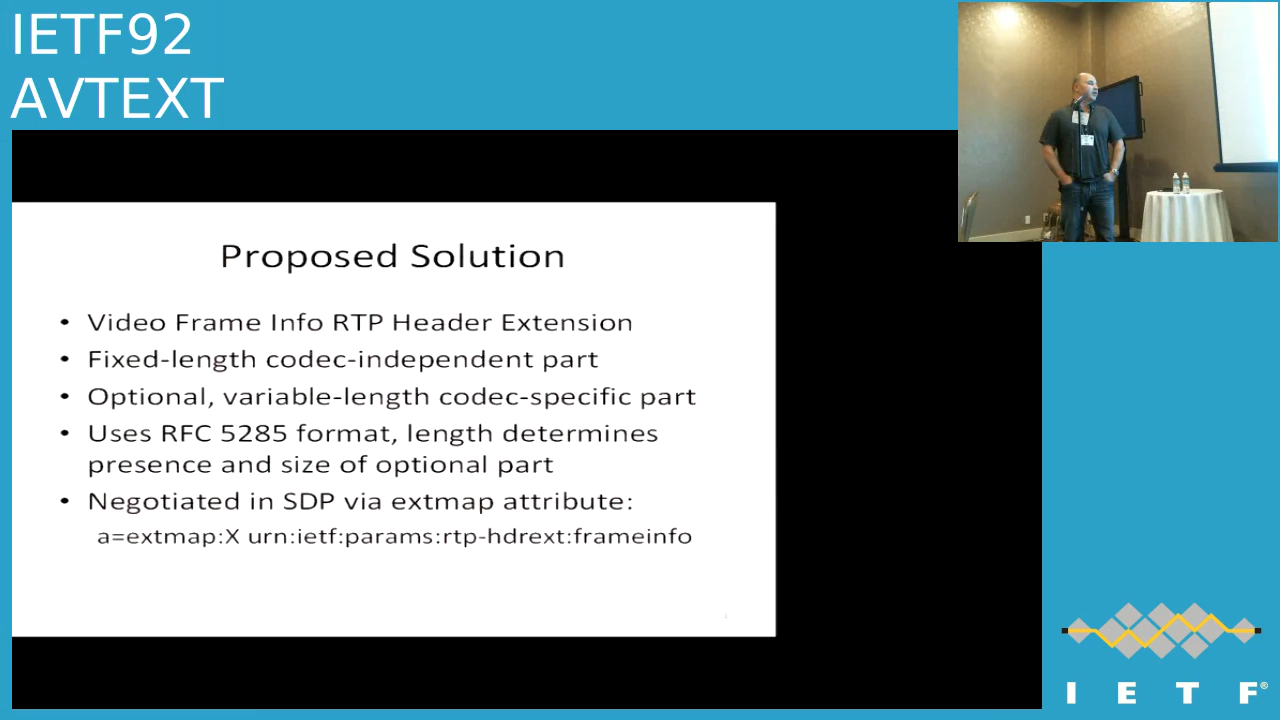 IETF92
AVTEXT
Proposed Solution
• Video Frame Info RTP Header Extension
• Fixed-length codec-independent part
• Optional, variable-length codec-specific part
• Uses RFC 5285 format, length determines
presence and size of optional part
• Negotiated in SDP via extmap attribute:
a=extmap:X urn:ietf:params:rtp-hdrext:frameinfo
I E T F®